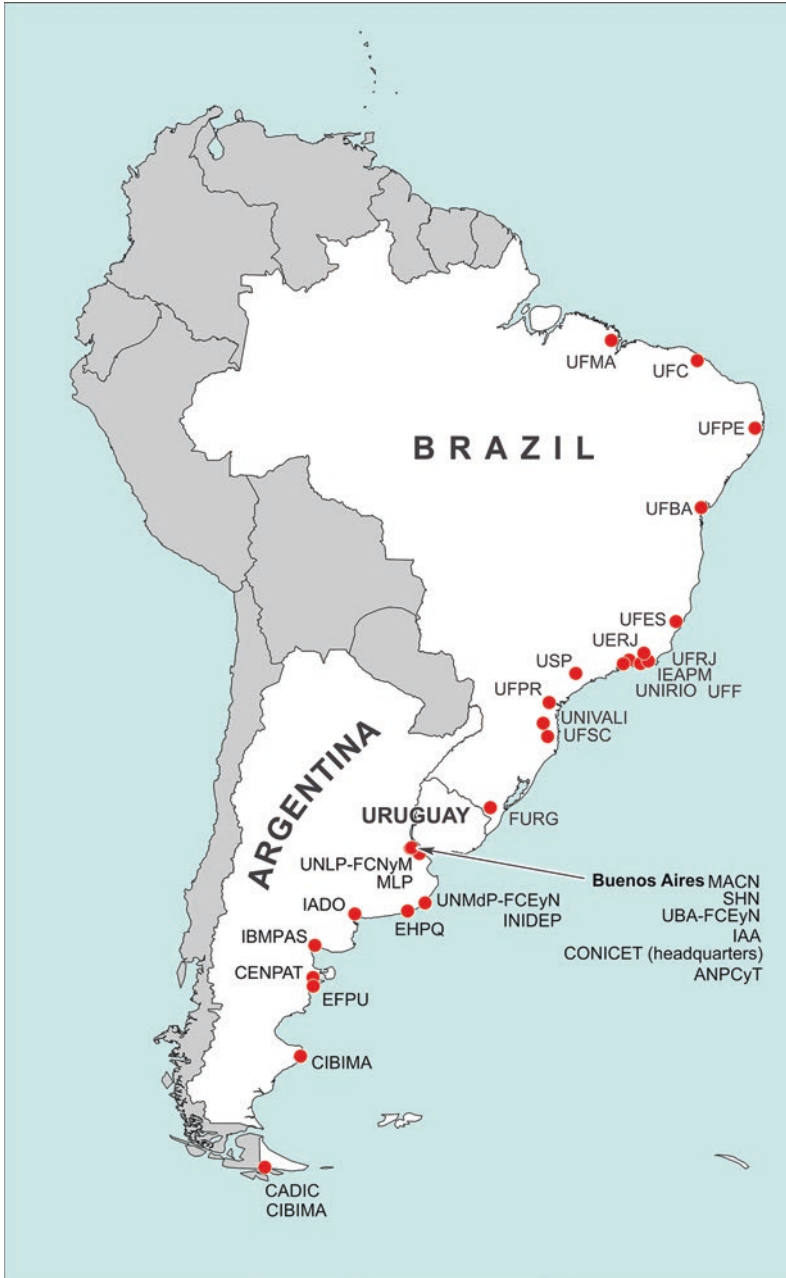 UFMA
UFC
UFPE
BRAZIL
UFBA
UFES
UERJ
USP
UFRJ
IEAPM
UNIRIO UFF
UFPR
UNIVALI
UFSC
ARGENTINA
URUGUAY
FURG
UNLP-FCNyM
MLP
Buenos Aires MACN
SHN
UBA-FCEyN
IAA
CONICET (headquarters)
ANPCyT
UNMdP-FCEyN
INIDEP
IADO
EHPQ
IBMPAS
CENPAT
EFPU
CIBIMA
CADIC
CIBIMA